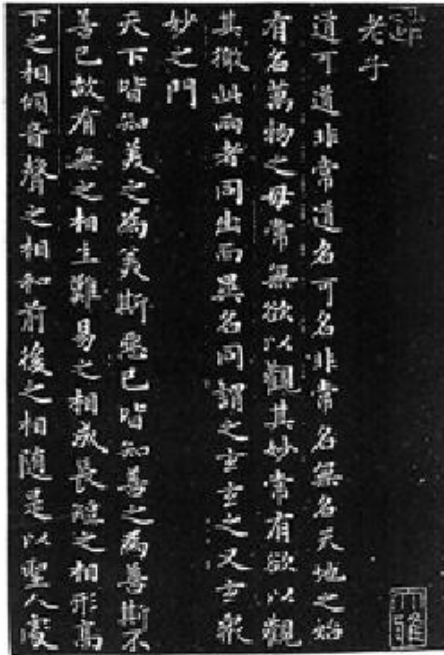 老子
道可道非常道名可名非常名無名天地之始
有名萬物之母常無欲以觀其妙常有欲以觀
其徼此兩者同出而異名同謂之玄玄之又玄眾
妙之門
天下皆知美之為美斯惡已皆知善之為善斯不
善已故有無之相生難易之相成長短之相形高
下之相傾音聲之相和前後之相隨是以聖人處